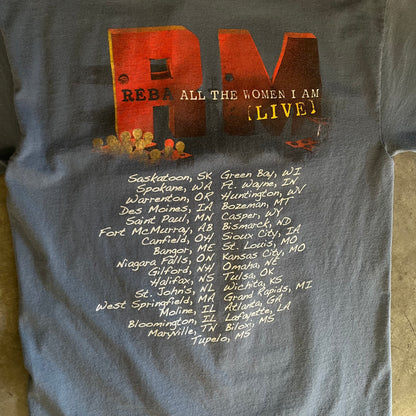 RM
REBA ALL THE WOMEN I AM
[LIVE]
Saskatoon, SK Green Bay, WI
Spokane, WA Ft. Wayne, IN
Warrenton, OR Huntington, WV
Des Moines, IA Bozeman, MT
Saint Paul, MN Casper, WY
Fort McMurray, AB Bismarck, ND
Canfield, OH Sioux City, IA
Bangor, ME St. Louis, MO
Niagara Falls, ON Kansas City, MO
Gilford, NH Omaha, NE
Halifax, NS Tulsa, OK
St. John's, NL Wichita, KS
West Springfield, MA Grand Rapids, MI
Moline, IL Atlanta, GA
Bloomington, IL Lafayette, LA
Maryville, TN Biloxi, MS
Tupelo, MS